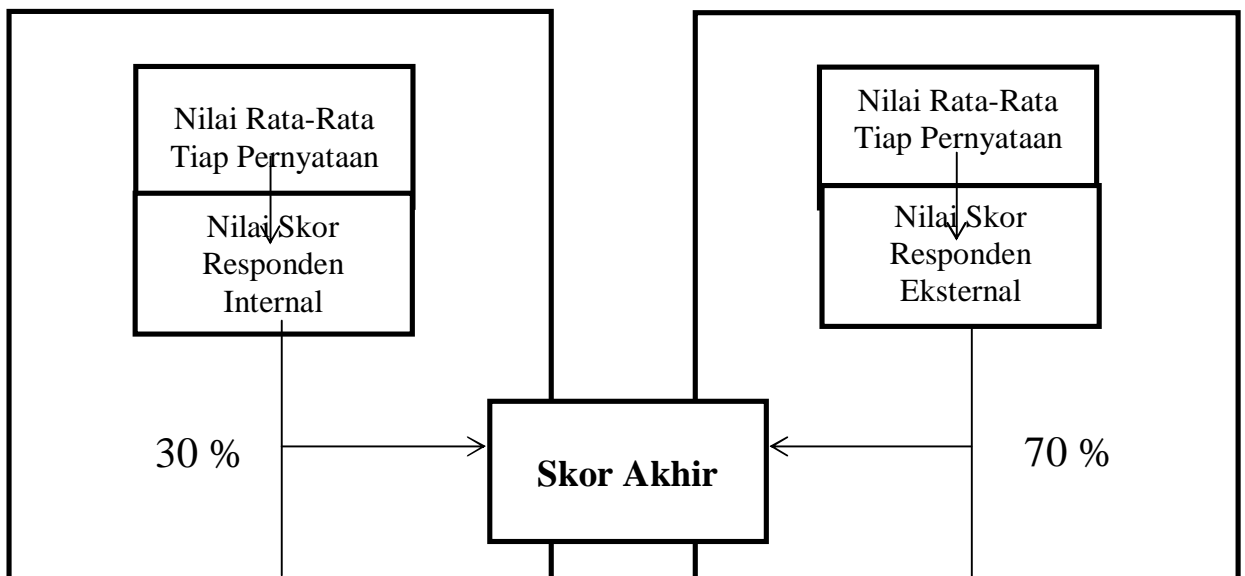 Nilai Rata-Rata
Tiap Pernyataan
Nilai Skor
Responden
Internal
30 %
Nilai Rata-Rata
Tiap Pernyataan
Nilai Skor
Responden
Eksternal
70 %
Skor Akhir